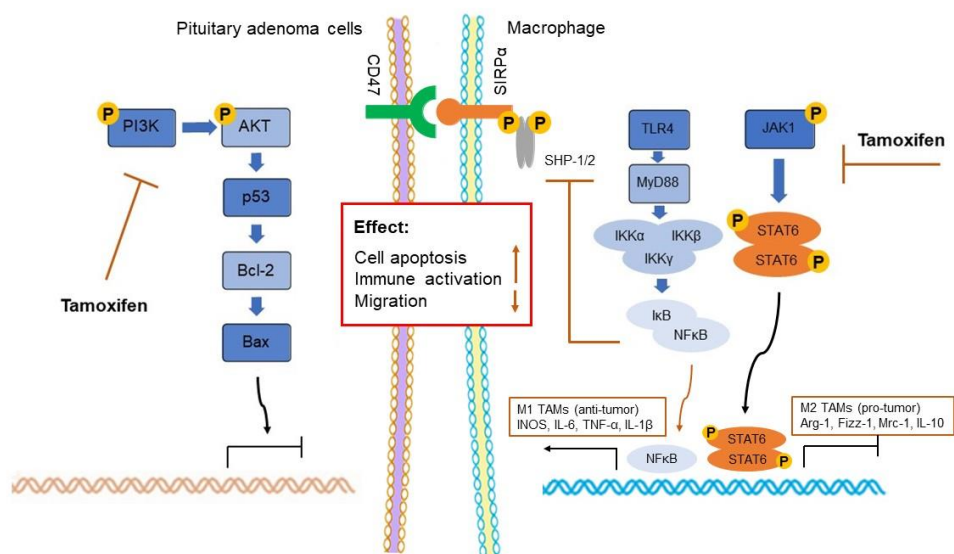 Pituitary adenoma cells
Macrophage
CD47
SIRPα
P
PI3K
P
AKT
p53
Bcl-2
Bax
Tamoxifen
P
P
SHP-1/2
TLR4
MyD88
IKKα
IKKβ
IKKγ
IκB
NFκB
JAK1
P
Tamoxifen
P
STAT6
STAT6
P
Effect:
Cell apoptosis
Immune activation
Migration
M1 TAMs (anti-tumor)
INOS, IL-6, TNF-α, IL-1β
NFκB
P
STAT6
STAT6
P
M2 TAMs (pro-tumor)
Arg-1, Fizz-1, Mrc-1, IL-10